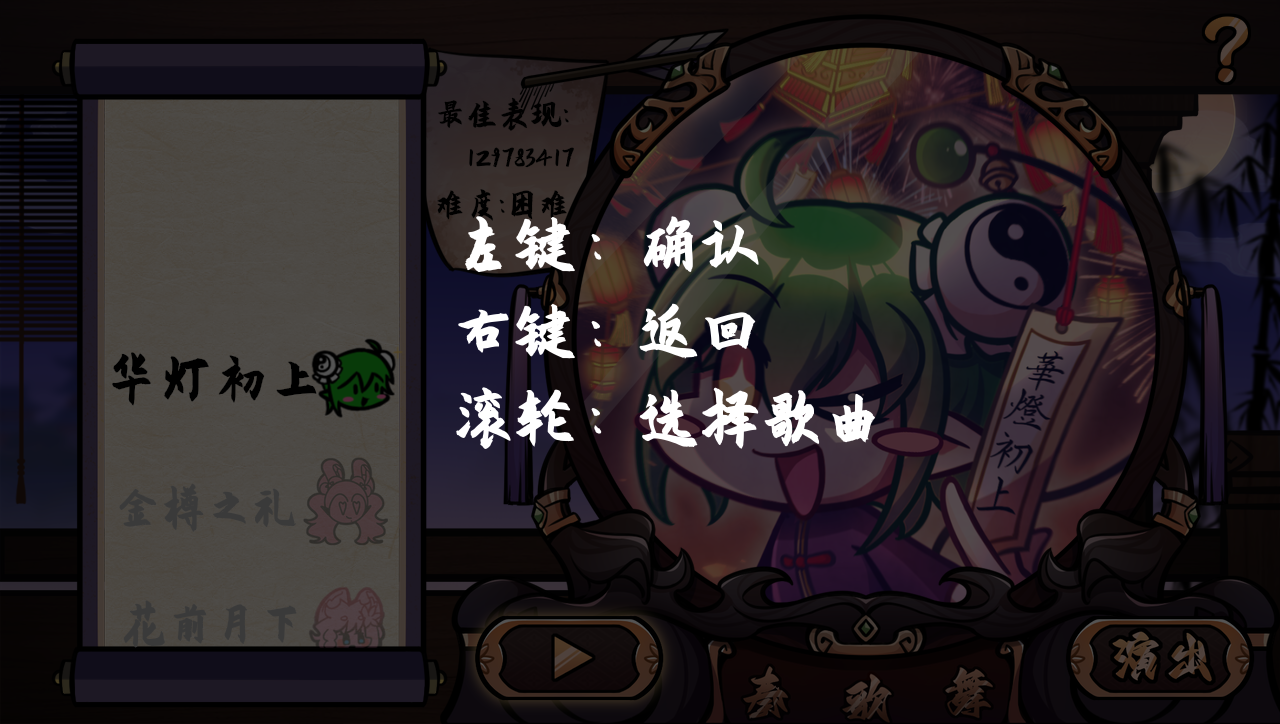 最佳表现:
129783417
难度:困难
左键：确认
右键：返回
滚轮：选择歌曲
华灯初上
金樽之礼
花前月下
華燈初上
奏歌舞
演出
?